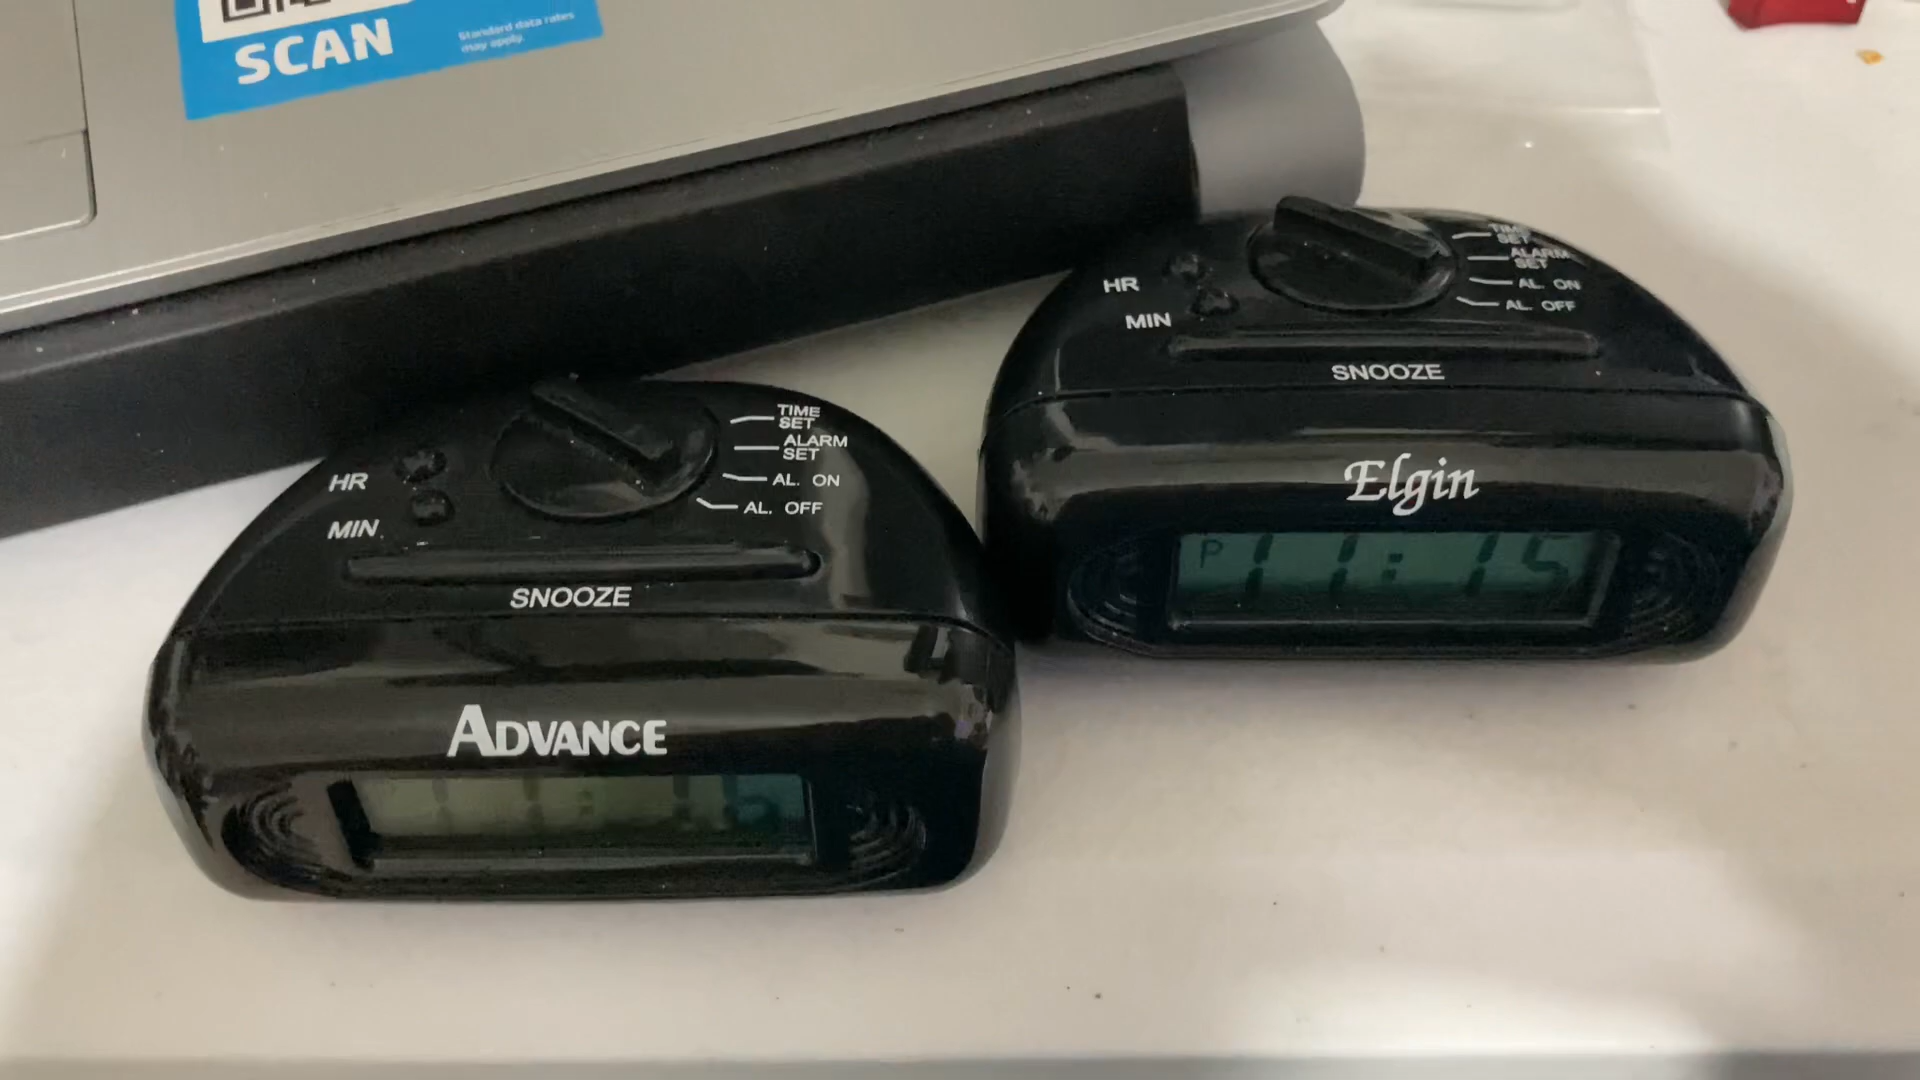 SCAN
Standard data rates
may apply.
TIME
SET
ALARM
SET
AL. ON
AL. OFF
HR
MIN
SNOOZE
Elgin
P 11:15
TIME
SET
ALARM
SET
AL. ON
AL. OFF
HR
MIN.
SNOOZE
ADVANCE